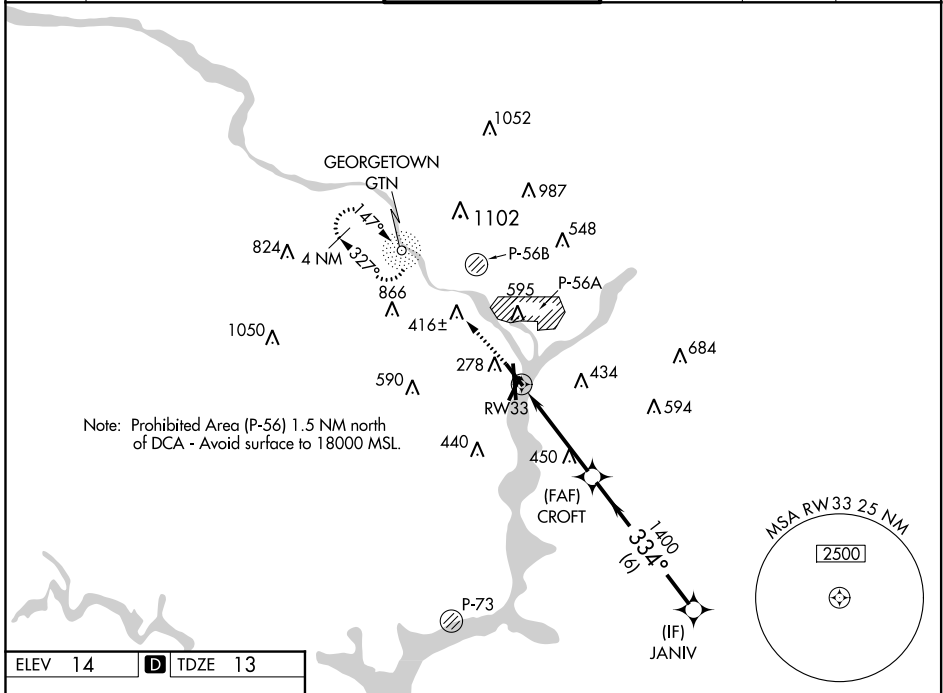 1052
GEORGETOWN
GTN
987
147°
1102
548
824
4 NM
327°
P-56B
P-56A
866
595
416±
1050
278
684
590
434
RW33
594
Note: Prohibited Area (P-56) 1.5 NM north
of DCA - Avoid surface to 18000 MSL.
440
450
(FAF)
CROFT
1400
334°
(6)
MSA RW33 25 NM
2500
P-73
(IF)
JANIV
ELEV 14 D TDZE 13